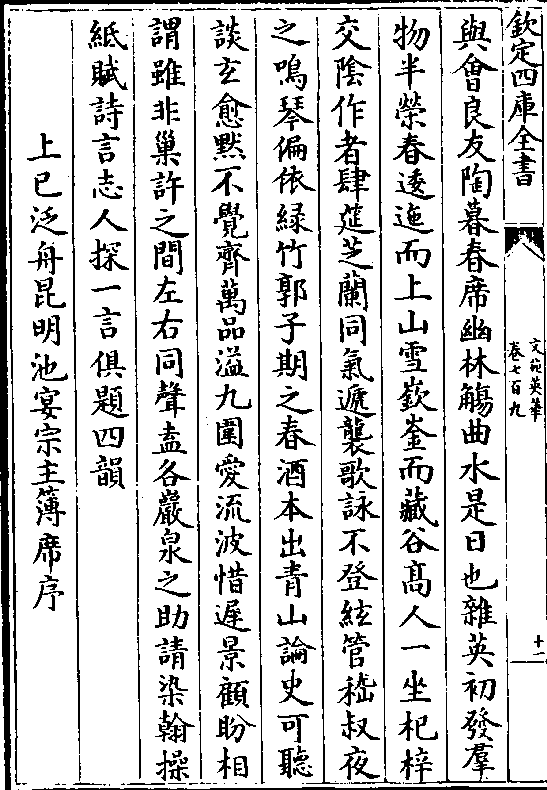 欽定四庫全書
文苑英華
卷七百九
十一
與會良友陶暮春席幽林觴曲水是日也雜英初發羣
物半榮春逶迤而上山雪嶔崟而藏谷高人一坐杞梓
交陰作者肆筵芝蘭同氣遞襲歌詠不登絃管嵇叔夜
之鳴琴偏依緑竹郭子期之春酒本出青山論史可聽
談玄愈黙不覺齊萬品溢九圍愛流波惜遲景顧盼相
謂雖非巢許之間左右同聲盍各巖泉之助請染翰操
紙賦詩言志人探一言俱題四韻
上巳泛舟昆明池宴宗主簿席序